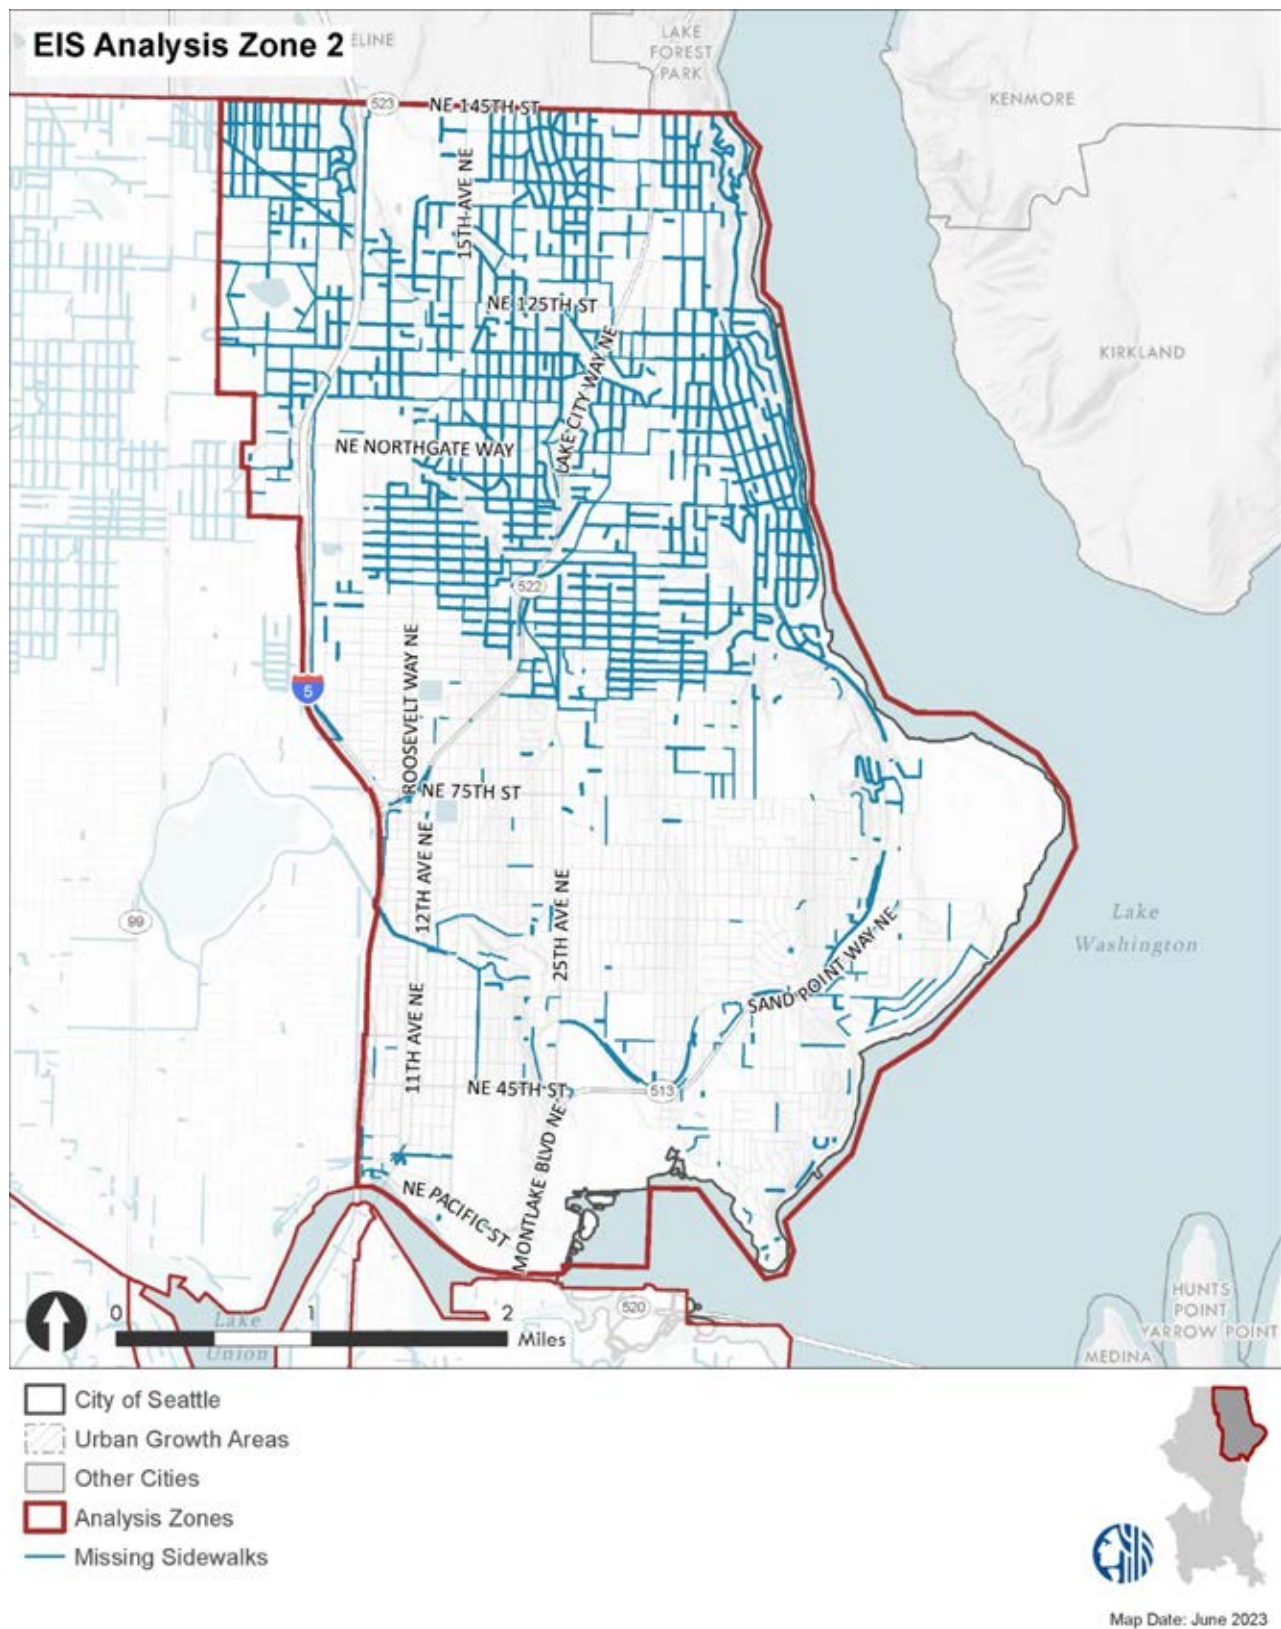 EIS Analysis Zone 2
ELINE
LAKE
FOREST
PARK
KENMORE
523
NE 145TH ST
15TH AVE NE
NE 125TH ST
KIRKLAND
LAKE CITY WAY NE
NE NORTHGATE WAY
522
ROOSEVELT WAY NE
5
NE 75TH ST
12TH AVE NE
25TH AVE NE
99
Lake
Washington
SAND POINT WAY NE
11TH AVE NE
NE 45TH ST
513
MONTLAKE BLVD NE
NE PACIFIC ST
520
HUNTS
POINT
YARROW POINT
MEDINA
Lake
Union
0 1 2
Miles
City of Seattle
Urban Growth Areas
Other Cities
Analysis Zones
Missing Sidewalks
Map Date: June 2023